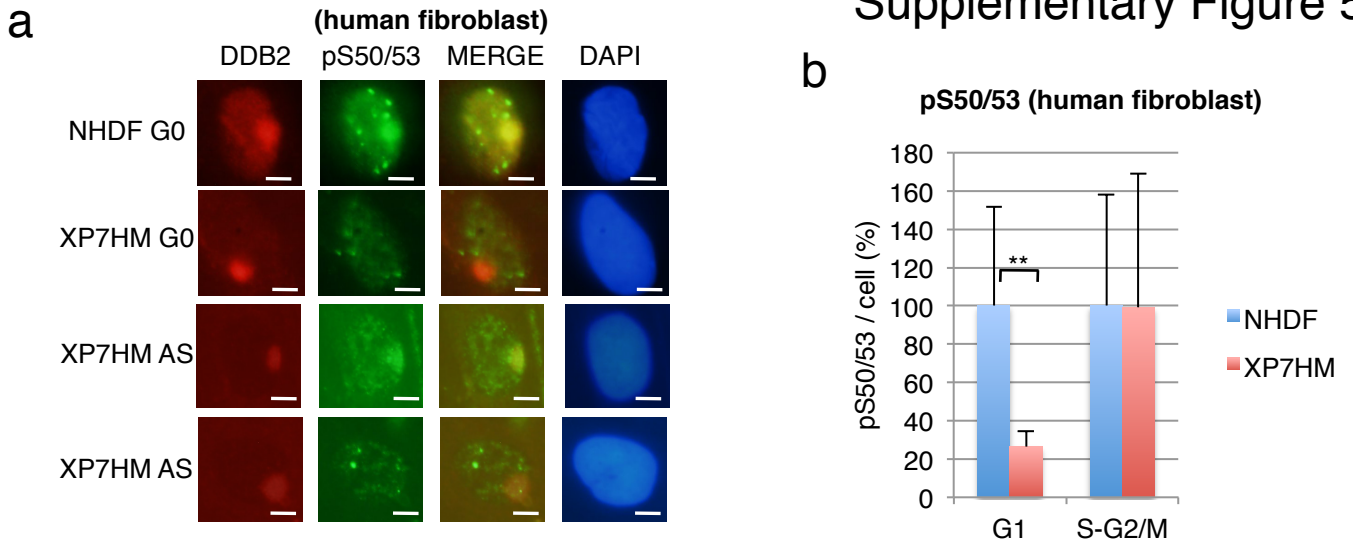 Supplementary Figure 5
a
(human fibroblast)
DDB2 pS50/53 MERGE DAPI
NHDF G0
XP7HM G0
XP7HM AS
XP7HM AS
b
pS50/53 (human fibroblast)
pS50/53 / cell (%)
180
160
140
120
100
80
60
40
20
0
**
G1 S-G2/M
NHDF
XP7HM